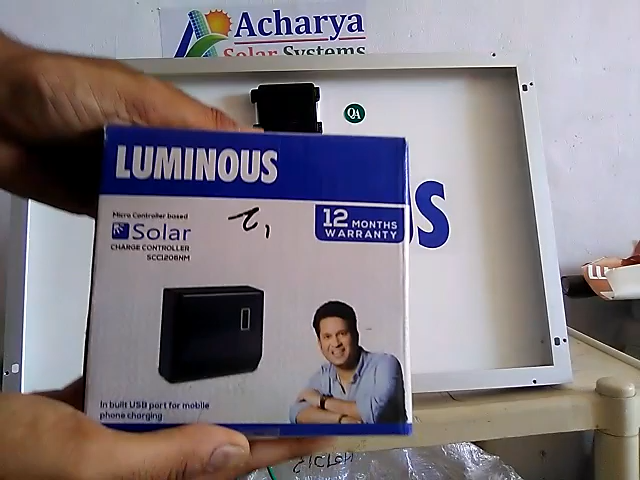 Acharya
Solar Systems
QA
LUMINOUS
12 MONTHS
WARRANTY
Micro Controller based
Solar
CHARGE CONTROLLER
SCC1206NM
US
In built USB port for mobile
phone charging